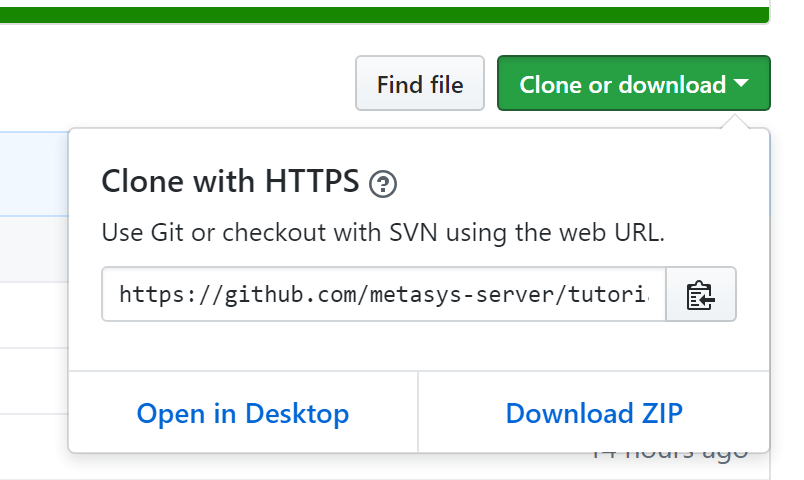 Find file
Clone or download
Clone with HTTPS
Use Git or checkout with SVN using the web URL.
https://github.com/metasys-server/tutori
Open in Desktop
Download ZIP
14 hours ago